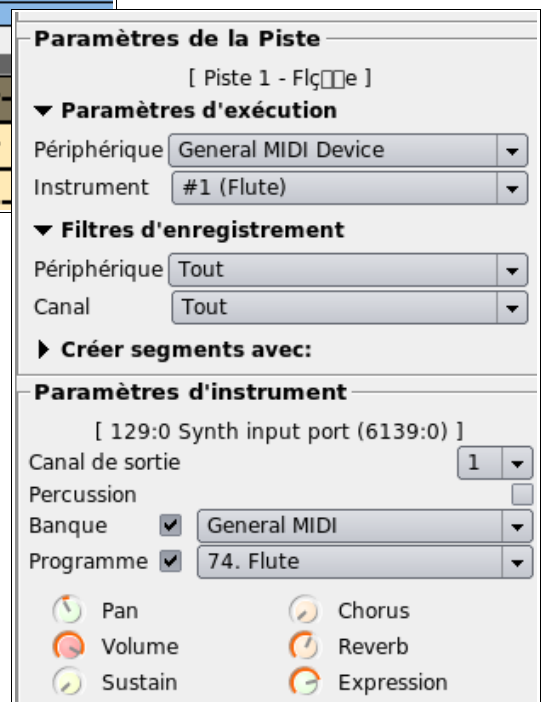 Paramètres de la Piste
[ Piste 1 - Flç□□e ]
Paramètres d'exécution
Périphérique General MIDI Device
Instrument #1 (Flute)
Filtres d'enregistrement
Périphérique Tout
Canal Tout
Créer segments avec:
Paramètres d'instrument
[ 129:0 Synth input port (6139:0) ]
Canal de sortie 1
Percussion
Banque General MIDI
Programme 74. Flute
Pan Chorus
Volume Reverb
Sustain Expression